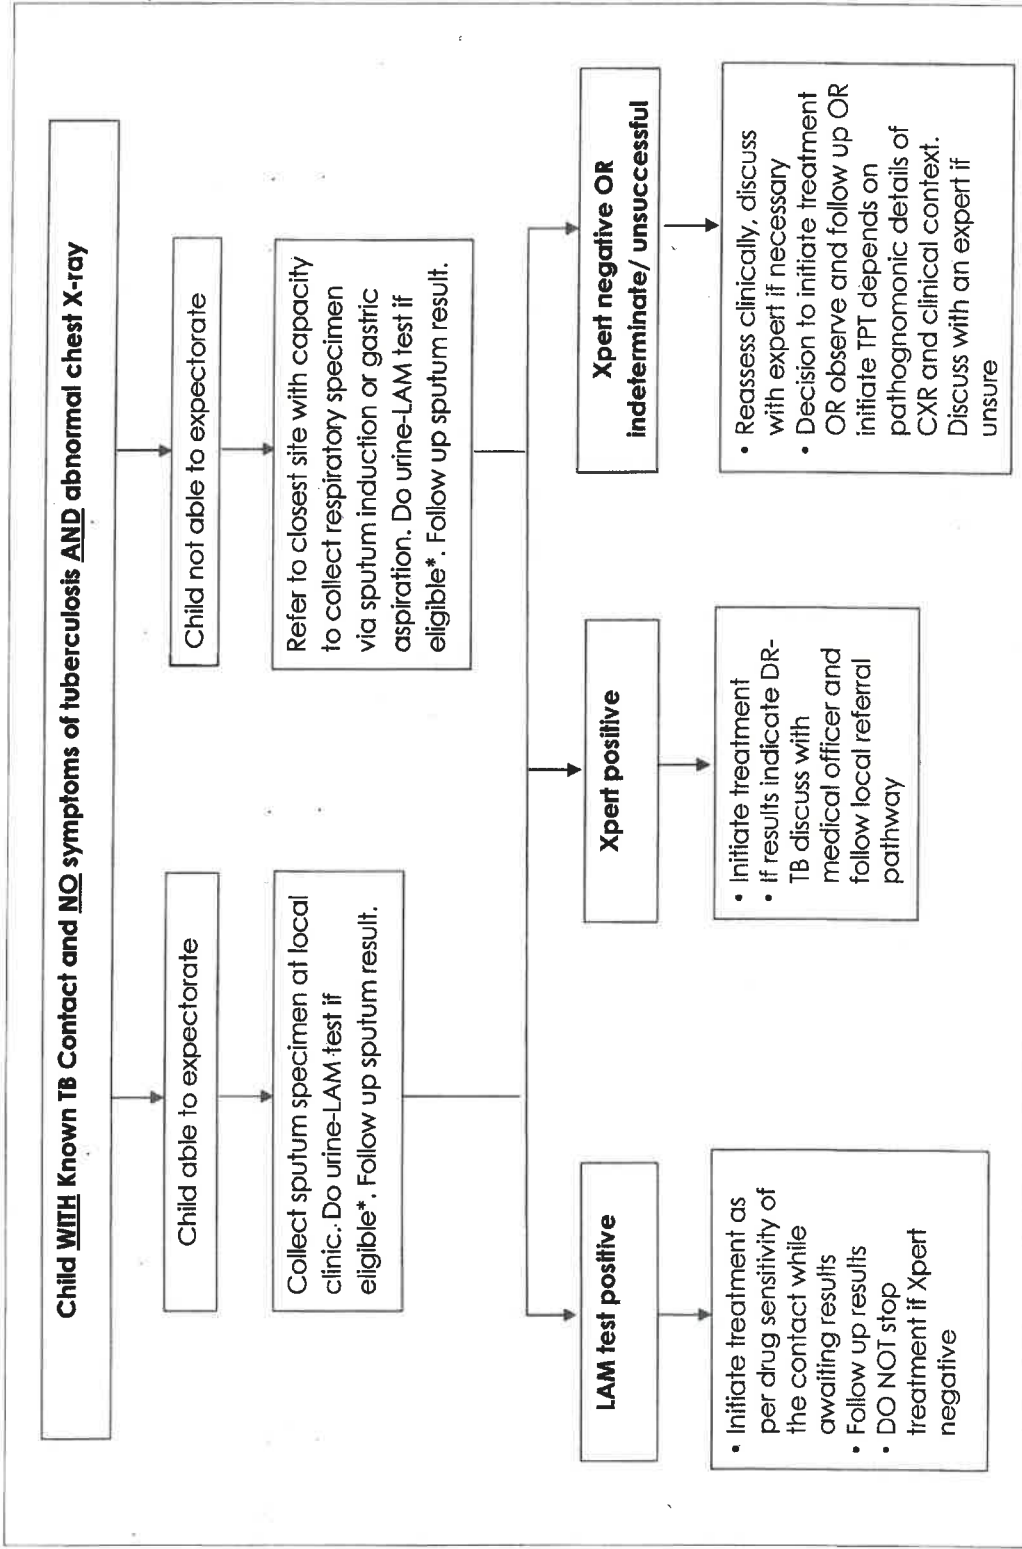 Child WITH Known TB Contact and NO symptoms of tuberculosis AND abnormal chest X-ray
Child able to expectorate
Child not able to expectorate
Collect sputum specimen at local
clinic. Do urine-LAM test if
eligible*. Follow up sputum result.
Refer to closest site with capacity
to collect respiratory specimen
via sputum induction or gastric
aspiration. Do urine-LAM test if
eligible*. Follow up sputum result.
LAM test positive
Xpert positive
Xpert negative OR
indeterminate/ unsuccessful
• Initiate treatment as
per drug sensitivity of
the contact while
awaiting results
• Follow up results
• DO NOT stop
treatment if Xpert
negative
• Initiate treatment
• If results indicate DR-
TB discuss with
medical officer and
follow local referral
pathway
• Reassess clinically, discuss
with expert if necessary
• Decision to initiate treatment
OR observe and follow up OR
initiate TPT depends on
pathognomonic details of
CXR and clinical context.
Discuss with an expert if
unsure